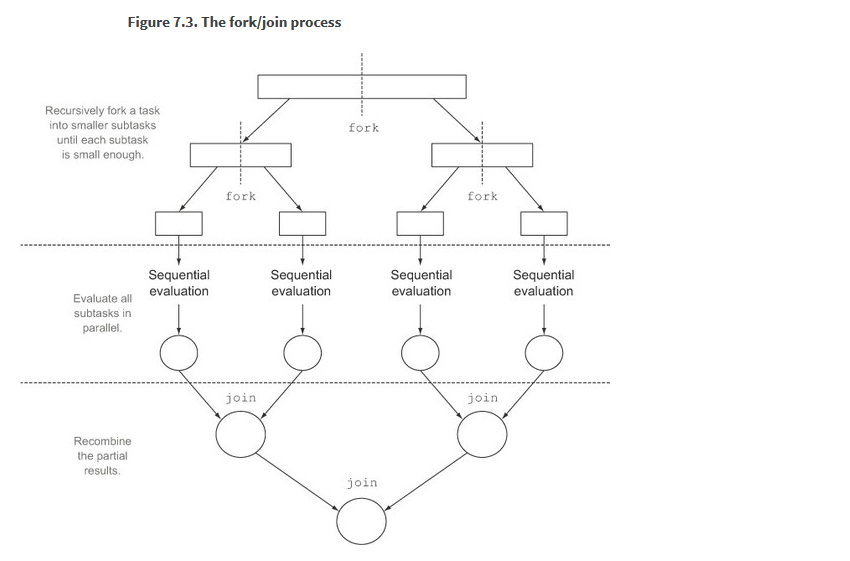 Figure 7.3. The fork/join process
Recursively fork a task
into smaller subtasks
until each subtask
is small enough.
fork
fork
fork
Sequential
evaluation
Sequential
evaluation
Sequential
evaluation
Sequential
evaluation
Evaluate all
subtasks in
parallel.
join
join
Recombine
the partial
results.
join